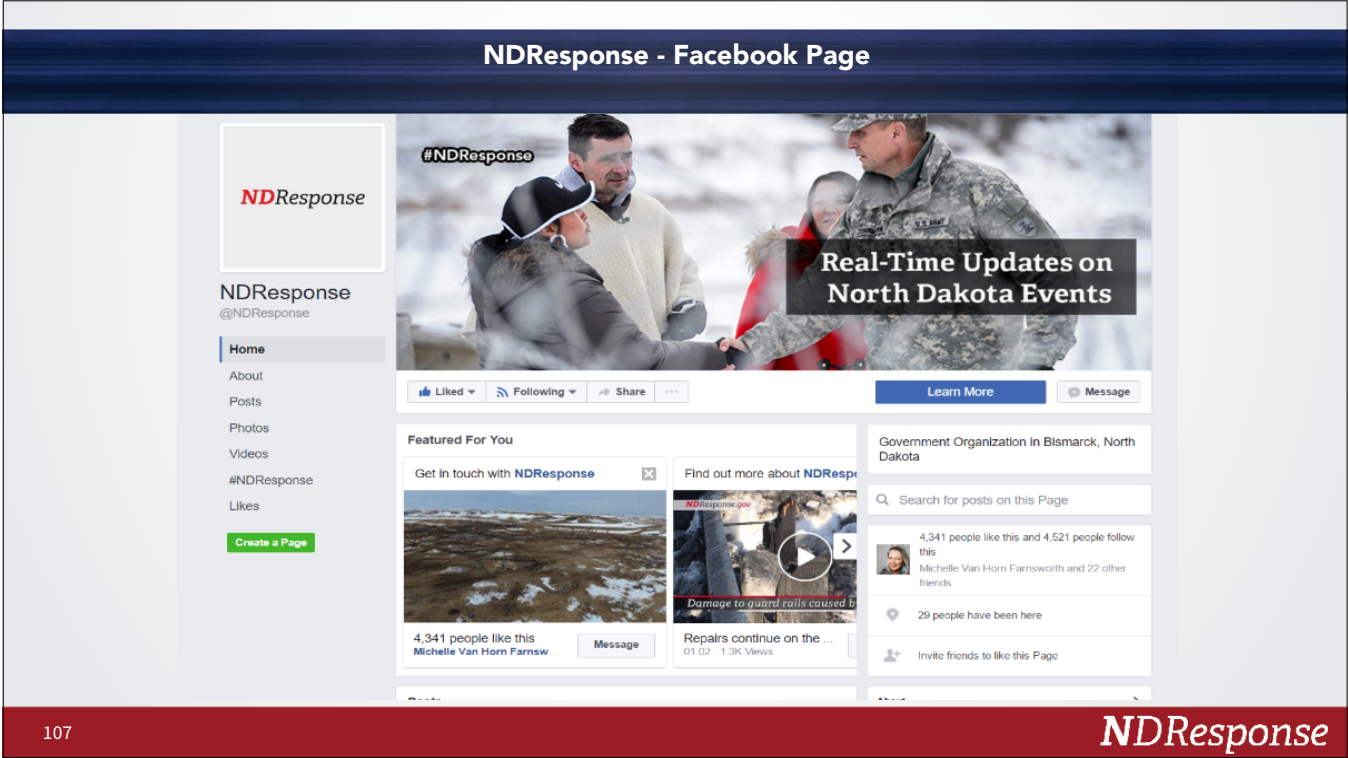 NDResponse - Facebook Page
NDResponse
NDResponse
@NDResponse
Home
About
Posts
Photos
Videos
#NDResponse
Likes
Create a Page
#NDResponse
U.S. ARMY
Real-Time Updates on
North Dakota Events
Liked
Following
Share
Learn More
Message
Featured For You
Get in touch with NDResponse
4,341 people like this
Michelle Van Horn Farnsw
Message
Find out more about NDRespo
NDResponse.gov
Damage to guard rails caused b
Repairs continue on the ...
01:02 · 1.3K Views
Government Organization in Bismarck, North
Dakota
Search for posts on this Page
4,341 people like this and 4,521 people follow
this
Michelle Van Horn Farnsworth and 22 other
friends
29 people have been here
Invite friends to like this Page
107
NDResponse